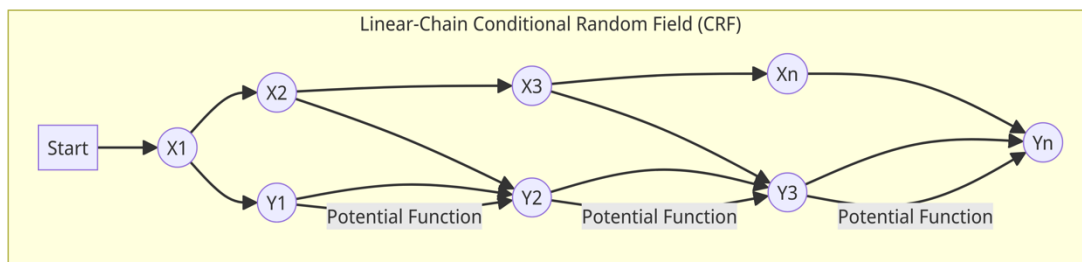 Linear-Chain Conditional Random Field (CRF)
Start
X1
X2
X3
Xn
Y1
Y2
Y3
Yn
Potential Function
Potential Function
Potential Function